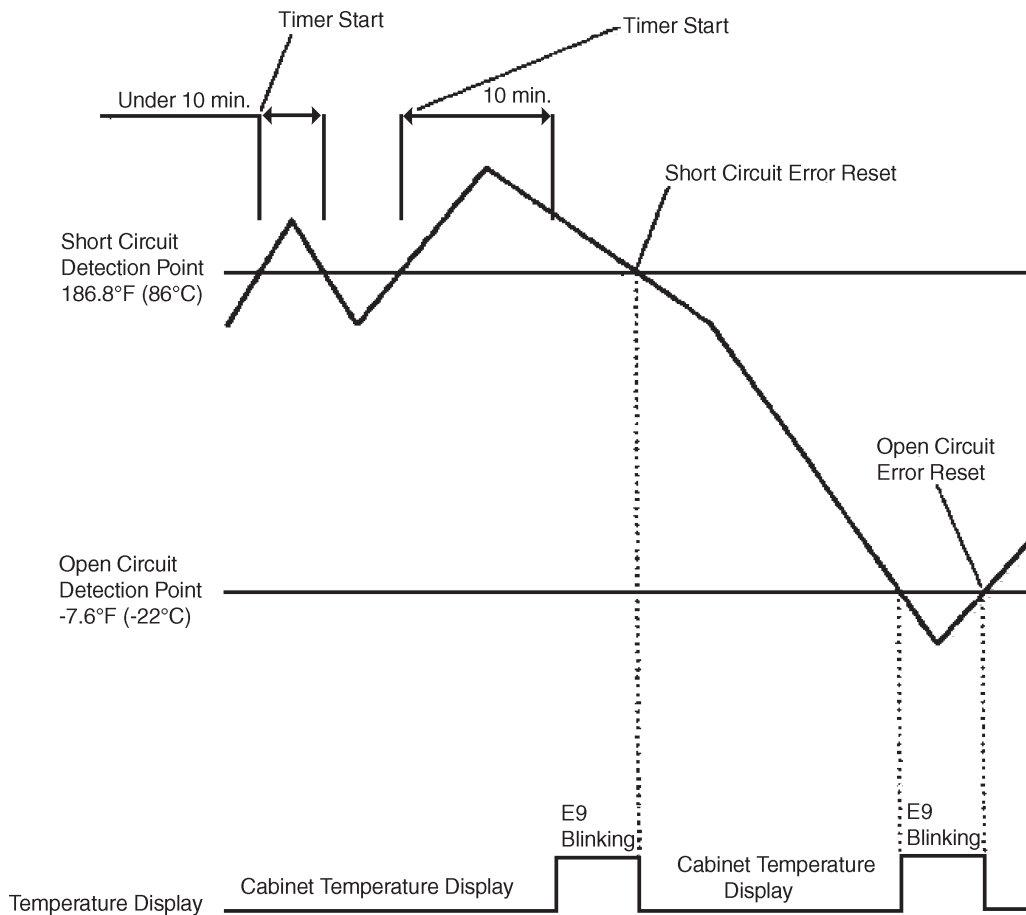 Timer Start
Timer Start
Under 10 min.
10 min.
Short Circuit Error Reset
Short Circuit
Detection Point
186.8°F (86°C)
Open Circuit
Error Reset
Open Circuit
Detection Point
-7.6°F (-22°C)
E9
Blinking
E9
Blinking
Cabinet Temperature Display
Cabinet Temperature
Display
Temperature Display